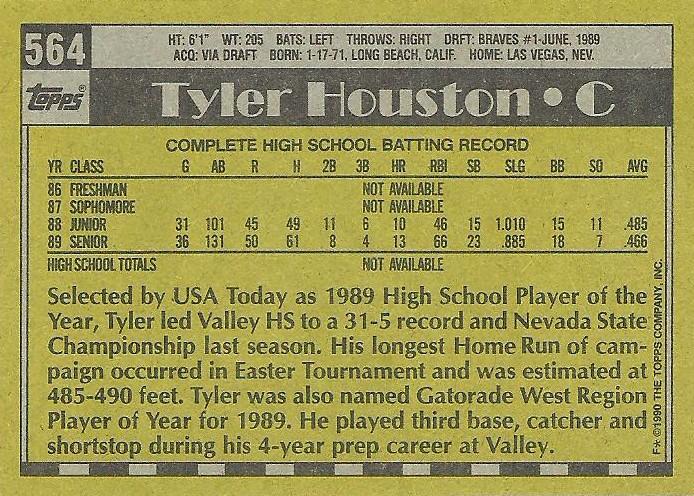 564
HT: 6'1" WT: 205 BATS: LEFT THROWS: RIGHT DRFT: BRAVES #1-JUNE, 1989
ACQ: VIA DRAFT BORN: 1-17-71, LONG BEACH, CALIF. HOME: LAS VEGAS, NEV.
Topps®
Tyler Houston • C
COMPLETE HIGH SCHOOL BATTING RECORD
YR CLASS G AB R H 2B 3B HR RBI SB SLG BB SO AVG
86 FRESHMAN NOT AVAILABLE
87 SOPHOMORE NOT AVAILABLE
88 JUNIOR 31 101 45 49 11 6 10 46 15 1.010 15 11 .485
89 SENIOR 36 131 50 61 8 4 13 66 23 .885 18 7 .466
HIGH SCHOOL TOTALS NOT AVAILABLE
Selected by USA Today as 1989 High School Player of the
Year, Tyler led Valley HS to a 31-5 record and Nevada State
Championship last season. His longest Home Run of cam-
paign occurred in Easter Tournament and was estimated at
485-490 feet. Tyler was also named Gatorade West Region
Player of Year for 1989. He played third base, catcher and
shortstop during his 4-year prep career at Valley.
F* ©1990 THE TOPPS COMPANY, INC.